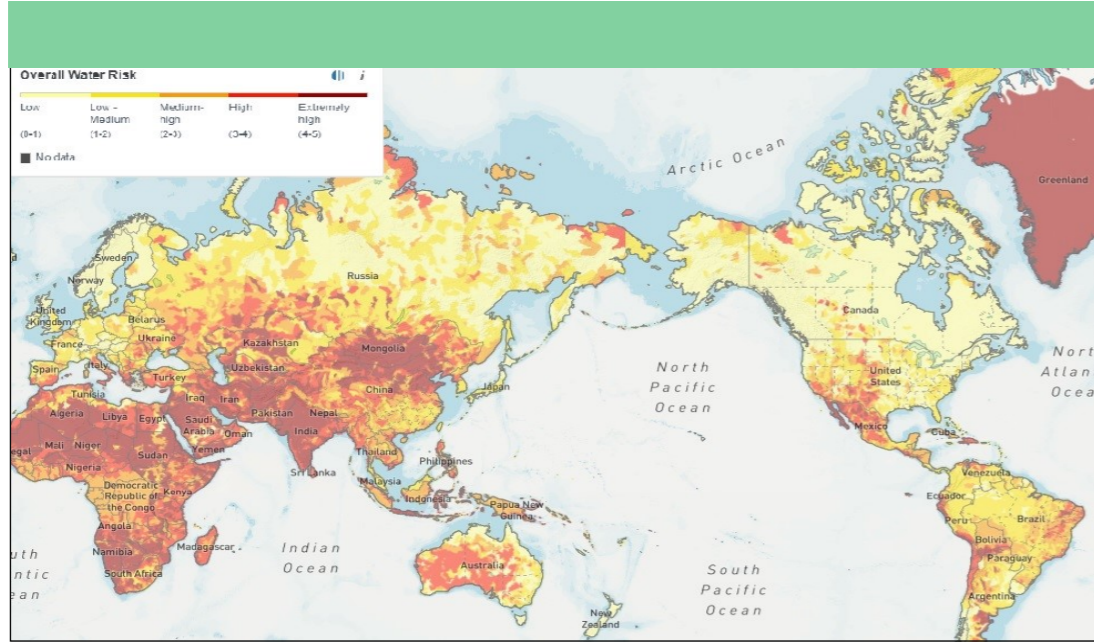 Overall Water Risk
i
Low
Low -
Medium
Medium-
high
High
Extremely
high
(0-1)
(1-2)
(2-3)
(3-4)
(4-5)
No data
Arctic Ocean
Greenland
Sweden
Norway
Russia
United
Kingdom
Belarus
Canada
France
Ukraine
Kazakhstan
Mongolia
Spain
Italy
Turkey
Uzbekistan
North
Pacific
Ocean
United
States
China
Japan
Tunisia
Iraq
Iran
Algeria
Libya
Egypt
Pakistan
Nepal
Saudi
Arabia
Oman
India
Mexico
Cuba
Mali
Niger
Sudan
Yemen
Thailand
Philippines
Nigeria
Sri Lanka
Malaysia
Venezuela
Democratic
Republic of
the Congo
Kenya
Indonesia
Papua New
Guinea
Ecuador
Peru
Brazil
Angola
Bolivia
Namibia
Madagascar
Indian
Ocean
Australia
South
Pacific
Ocean
Paraguay
South Africa
Argentina
New
Zealand